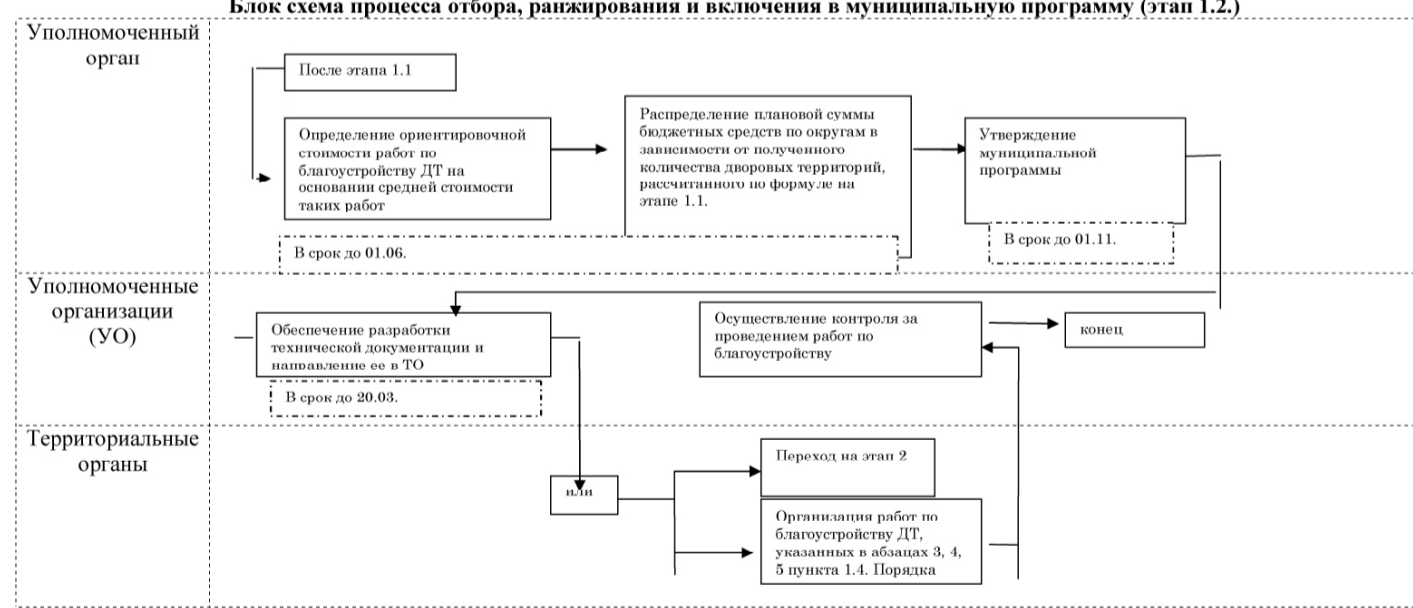 Блок схема процесса отбора, ранжирования и включения в муниципальную программу (этап 1.2.)
Уполномоченный
орган
После этапа 1.1
Определение ориентировочной
стоимости работ по
благоустройству ДТ на
основании средней стоимости
таких работ
Распределение плановой суммы
бюджетных средств по округам в
зависимости от полученного
количества дворовых территорий,
рассчитанного по формуле на
этапе 1.1.
Утверждение
муниципальной
программы
В срок до 01.06.
В срок до 01.11.
Уполномоченные
организации
(УО)
Обеспечение разработки
технической документации и
направление ее в ТО
В срок до 20.03.
Осуществление контроля за
проведением работ по
благоустройству
конец
Территориальные
органы
или
Переход на этап 2
Организация работ по
благоустройству ДТ,
указанных в абзацах 3, 4,
5 пункта 1.4. Порядка